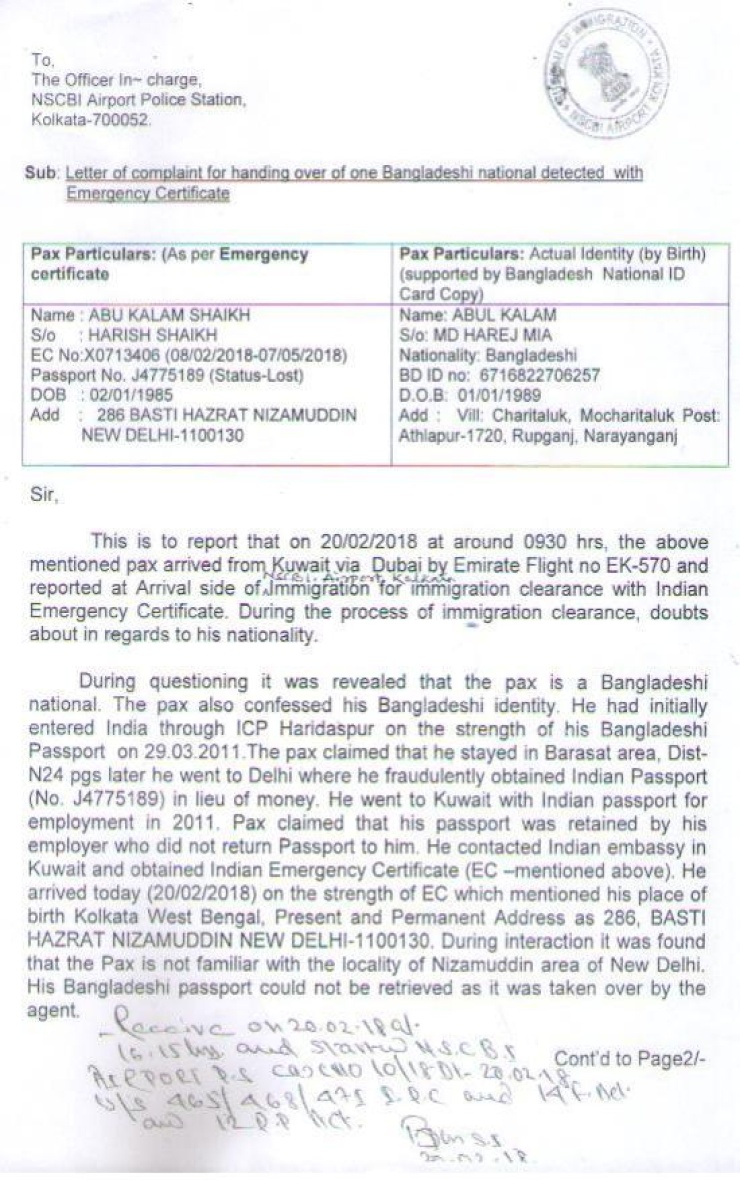 BUREAU OF IMMIGRATION KOLKATA
NSCBI AIRPORT
To,
The Officer In~ charge,
NSCBI Airport Police Station,
Kolkata-700052.
Sub: Letter of complaint for handing over of one Bangladeshi national detected with
Emergency Certificate
Pax Particulars: (As per Emergency
certificate
Name : ABU KALAM SHAIKH
S/o : HARISH SHAIKH
EC No:X0713406 (08/02/2018-07/05/2018)
Passport No. J4775189 (Status-Lost)
DOB : 02/01/1985
Add : 286 BASTI HAZRAT NIZAMUDDIN
NEW DELHI-1100130
Pax Particulars: Actual Identity (by Birth)
(supported by Bangladesh National ID
Card Copy)
Name: ABUL KALAM
S/o: MD HAREJ MIA
Nationality: Bangladeshi
BD ID no: 6716822706257
D.O.B: 01/01/1989
Add : Vill: Charitaluk, Mocharitaluk Post:
Athlapur-1720, Rupganj, Narayanganj
Sir,
This is to report that on 20/02/2018 at around 0930 hrs, the above
mentioned pax arrived from Kuwait via Dubai by Emirate Flight no EK-570 and
NSCBI. Airport, Kolkata
reported at Arrival side of Immigration for immigration clearance with Indian
Emergency Certificate. During the process of immigration clearance, doubts
about in regards to his nationality.
During questioning it was revealed that the pax is a Bangladeshi
national. The pax also confessed his Bangladeshi identity. He had initially
entered India through ICP Haridaspur on the strength of his Bangladeshi
Passport on 29.03.2011.The pax claimed that he stayed in Barasat area, Dist-
N24 pgs later he went to Delhi where he fraudulently obtained Indian Passport
(No. J4775189) in lieu of money. He went to Kuwait with Indian passport for
employment in 2011. Pax claimed that his passport was retained by his
employer who did not return Passport to him. He contacted Indian embassy in
Kuwait and obtained Indian Emergency Certificate (EC –mentioned above). He
arrived today (20/02/2018) on the strength of EC which mentioned his place of
birth Kolkata West Bengal, Present and Permanent Address as 286, BASTI
HAZRAT NIZAMUDDIN NEW DELHI-1100130. During interaction it was found
that the Pax is not familiar with the locality of Nizamuddin area of New Delhi.
His Bangladeshi passport could not be retrieved as it was taken over by the
agent.
Receive on 20.02.18 at
16.15 hrs and started N.S.C.B.I
Cont'd to Page2/-
AIRPORT P.S CASE NO 10/18 Dt- 20.02.18
U/S 465/468/471 I.P.C and 14 F. Act.
and 12 P.P Act.
20.02.18.